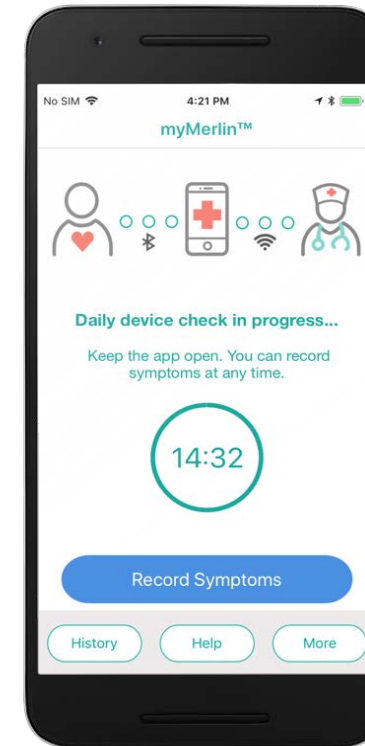 No SIM 4:21 PM
myMerlin™
Daily device check in progress...
Keep the app open. You can record
symptoms at any time.
14:32
Record Symptoms
History Help More